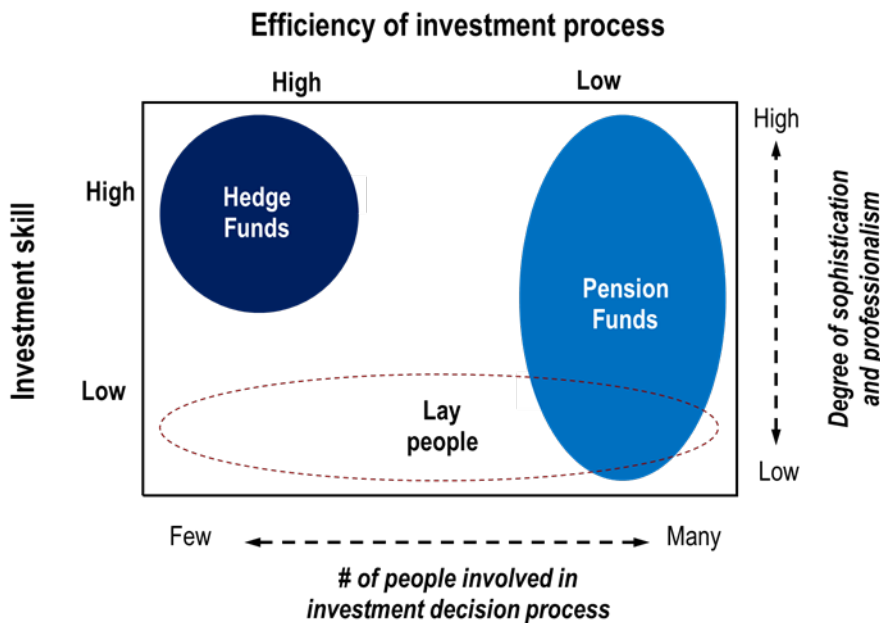 Efficiency of investment process
High
Low
High
High
Hedge
Funds
Investment skill
Pension
Funds
Degree of sophistication
and professionalism
Low
Lay
people
Low
Few
Many
# of people involved in
investment decision process